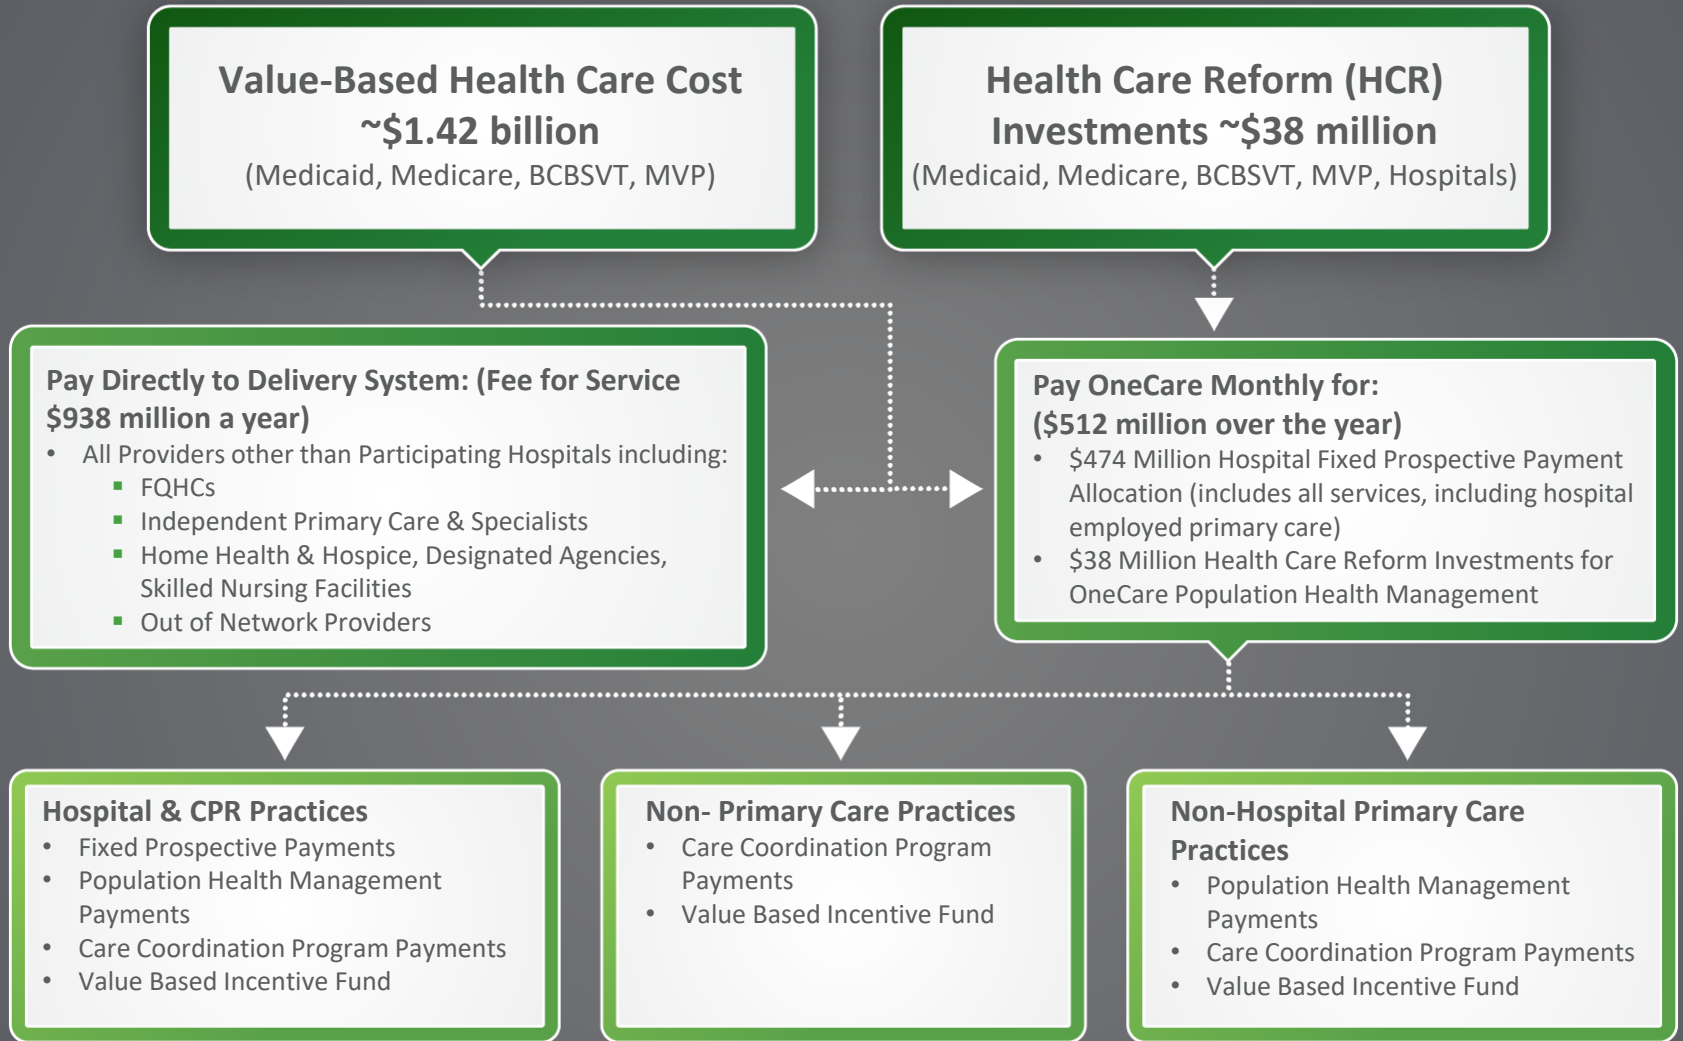 Value-Based Health Care Cost
~$1.42 billion
(Medicaid, Medicare, BCBSVT, MVP)
Health Care Reform (HCR)
Investments ~$38 million
(Medicaid, Medicare, BCBSVT, MVP, Hospitals)
Pay Directly to Delivery System: (Fee for Service
$938 million a year)
• All Providers other than Participating Hospitals including:
▪ FQHCs
▪ Independent Primary Care & Specialists
▪ Home Health & Hospice, Designated Agencies,
Skilled Nursing Facilities
▪ Out of Network Providers
Pay OneCare Monthly for:
($512 million over the year)
• $474 Million Hospital Fixed Prospective Payment
Allocation (includes all services, including hospital
employed primary care)
• $38 Million Health Care Reform Investments for
OneCare Population Health Management
Hospital & CPR Practices
• Fixed Prospective Payments
• Population Health Management
Payments
• Care Coordination Program Payments
• Value Based Incentive Fund
Non- Primary Care Practices
• Care Coordination Program
Payments
• Value Based Incentive Fund
Non-Hospital Primary Care
Practices
• Population Health Management
Payments
• Care Coordination Program Payments
• Value Based Incentive Fund